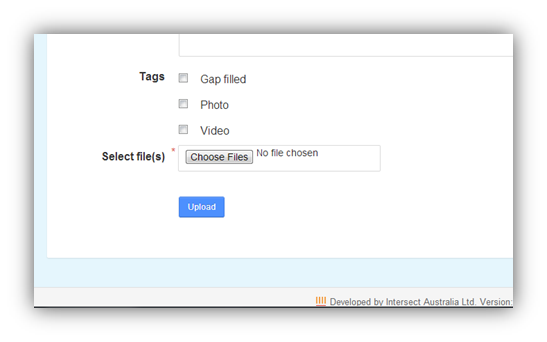 Tags
Gap filled
Photo
Video
Select file(s) * Choose Files No file chosen
Upload
Developed by Intersect Australia Ltd. Version: